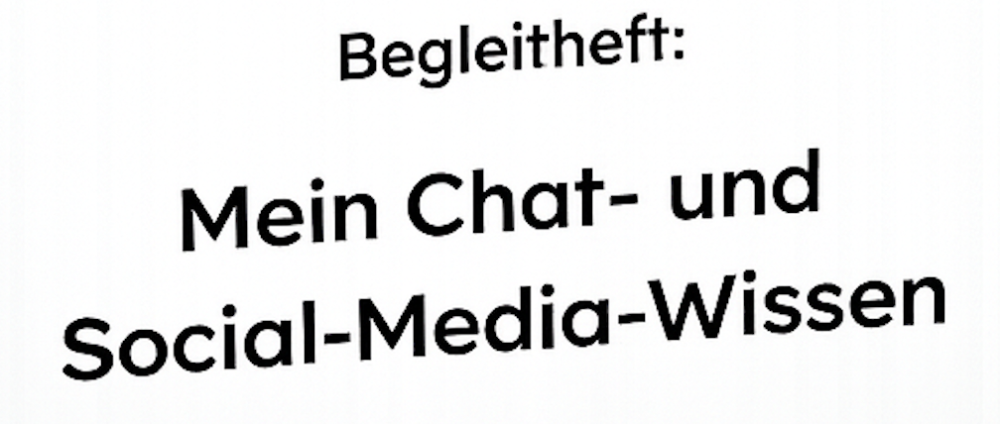 Begleitheft:
Mein Chat- und
Social-Media-Wissen